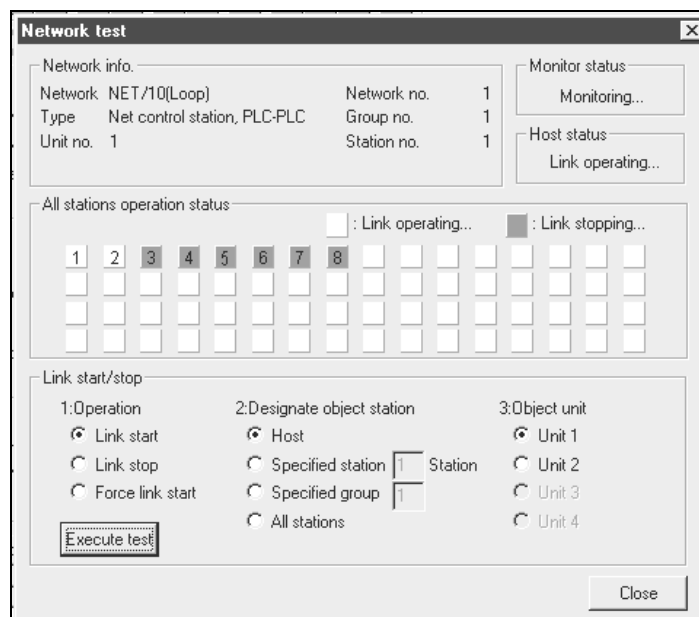 Network test
Network info.
Network NET/10(Loop) Network no. 1
Type Net control station, PLC-PLC Group no. 1
Unit no. 1 Station no. 1
Monitor status
Monitoring...
Host status
Link operating...
All stations operation status
: Link operating... : Link stopping...
1 2 3 4 5 6 7 8
Link start/stop
1:Operation 2:Designate object station 3:Object unit
Link start Host Unit 1
Link stop Specified station 1 Station Unit 2
Force link start Specified group 1 Unit 3
All stations Unit 4
Execute test
Close